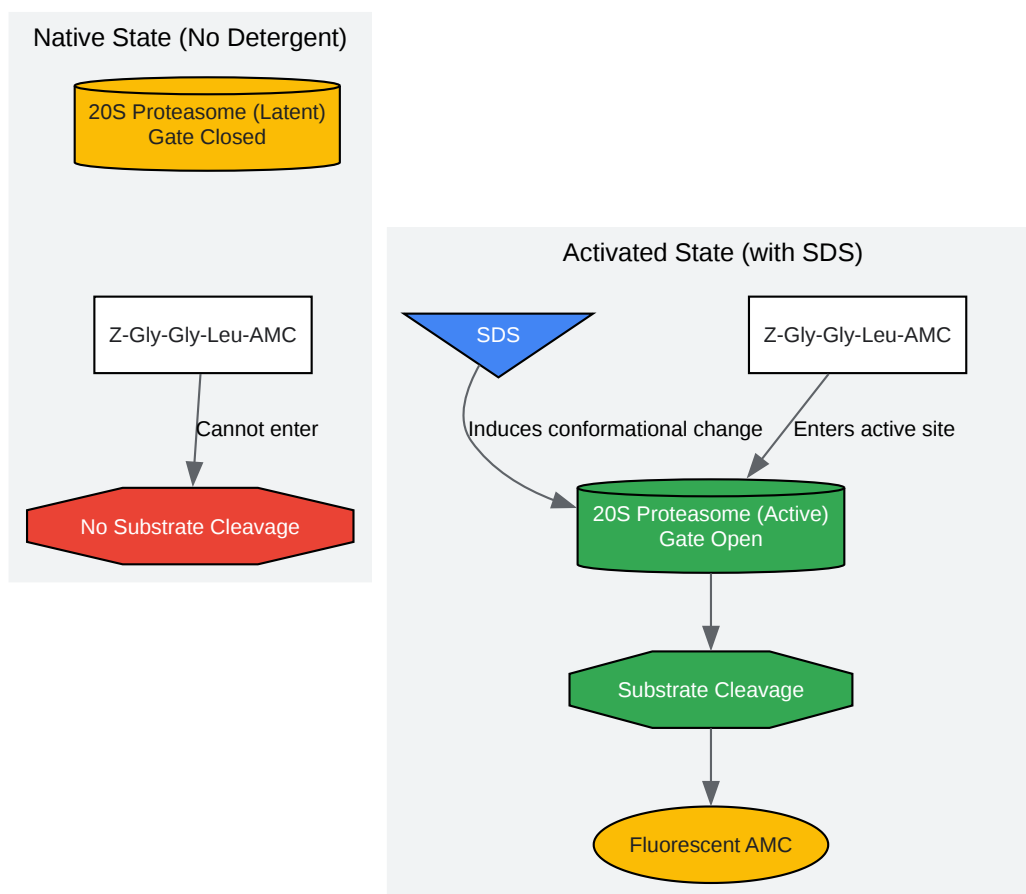 Native State (No Detergent)
20S Proteasome (Latent)
Gate Closed
Z-Gly-Gly-Leu-AMC
Cannot enter
No Substrate Cleavage
Activated State (with SDS)
SDS
Z-Gly-Gly-Leu-AMC
Induces conformational change
Enters active site
20S Proteasome (Active)
Gate Open
Substrate Cleavage
Fluorescent AMC